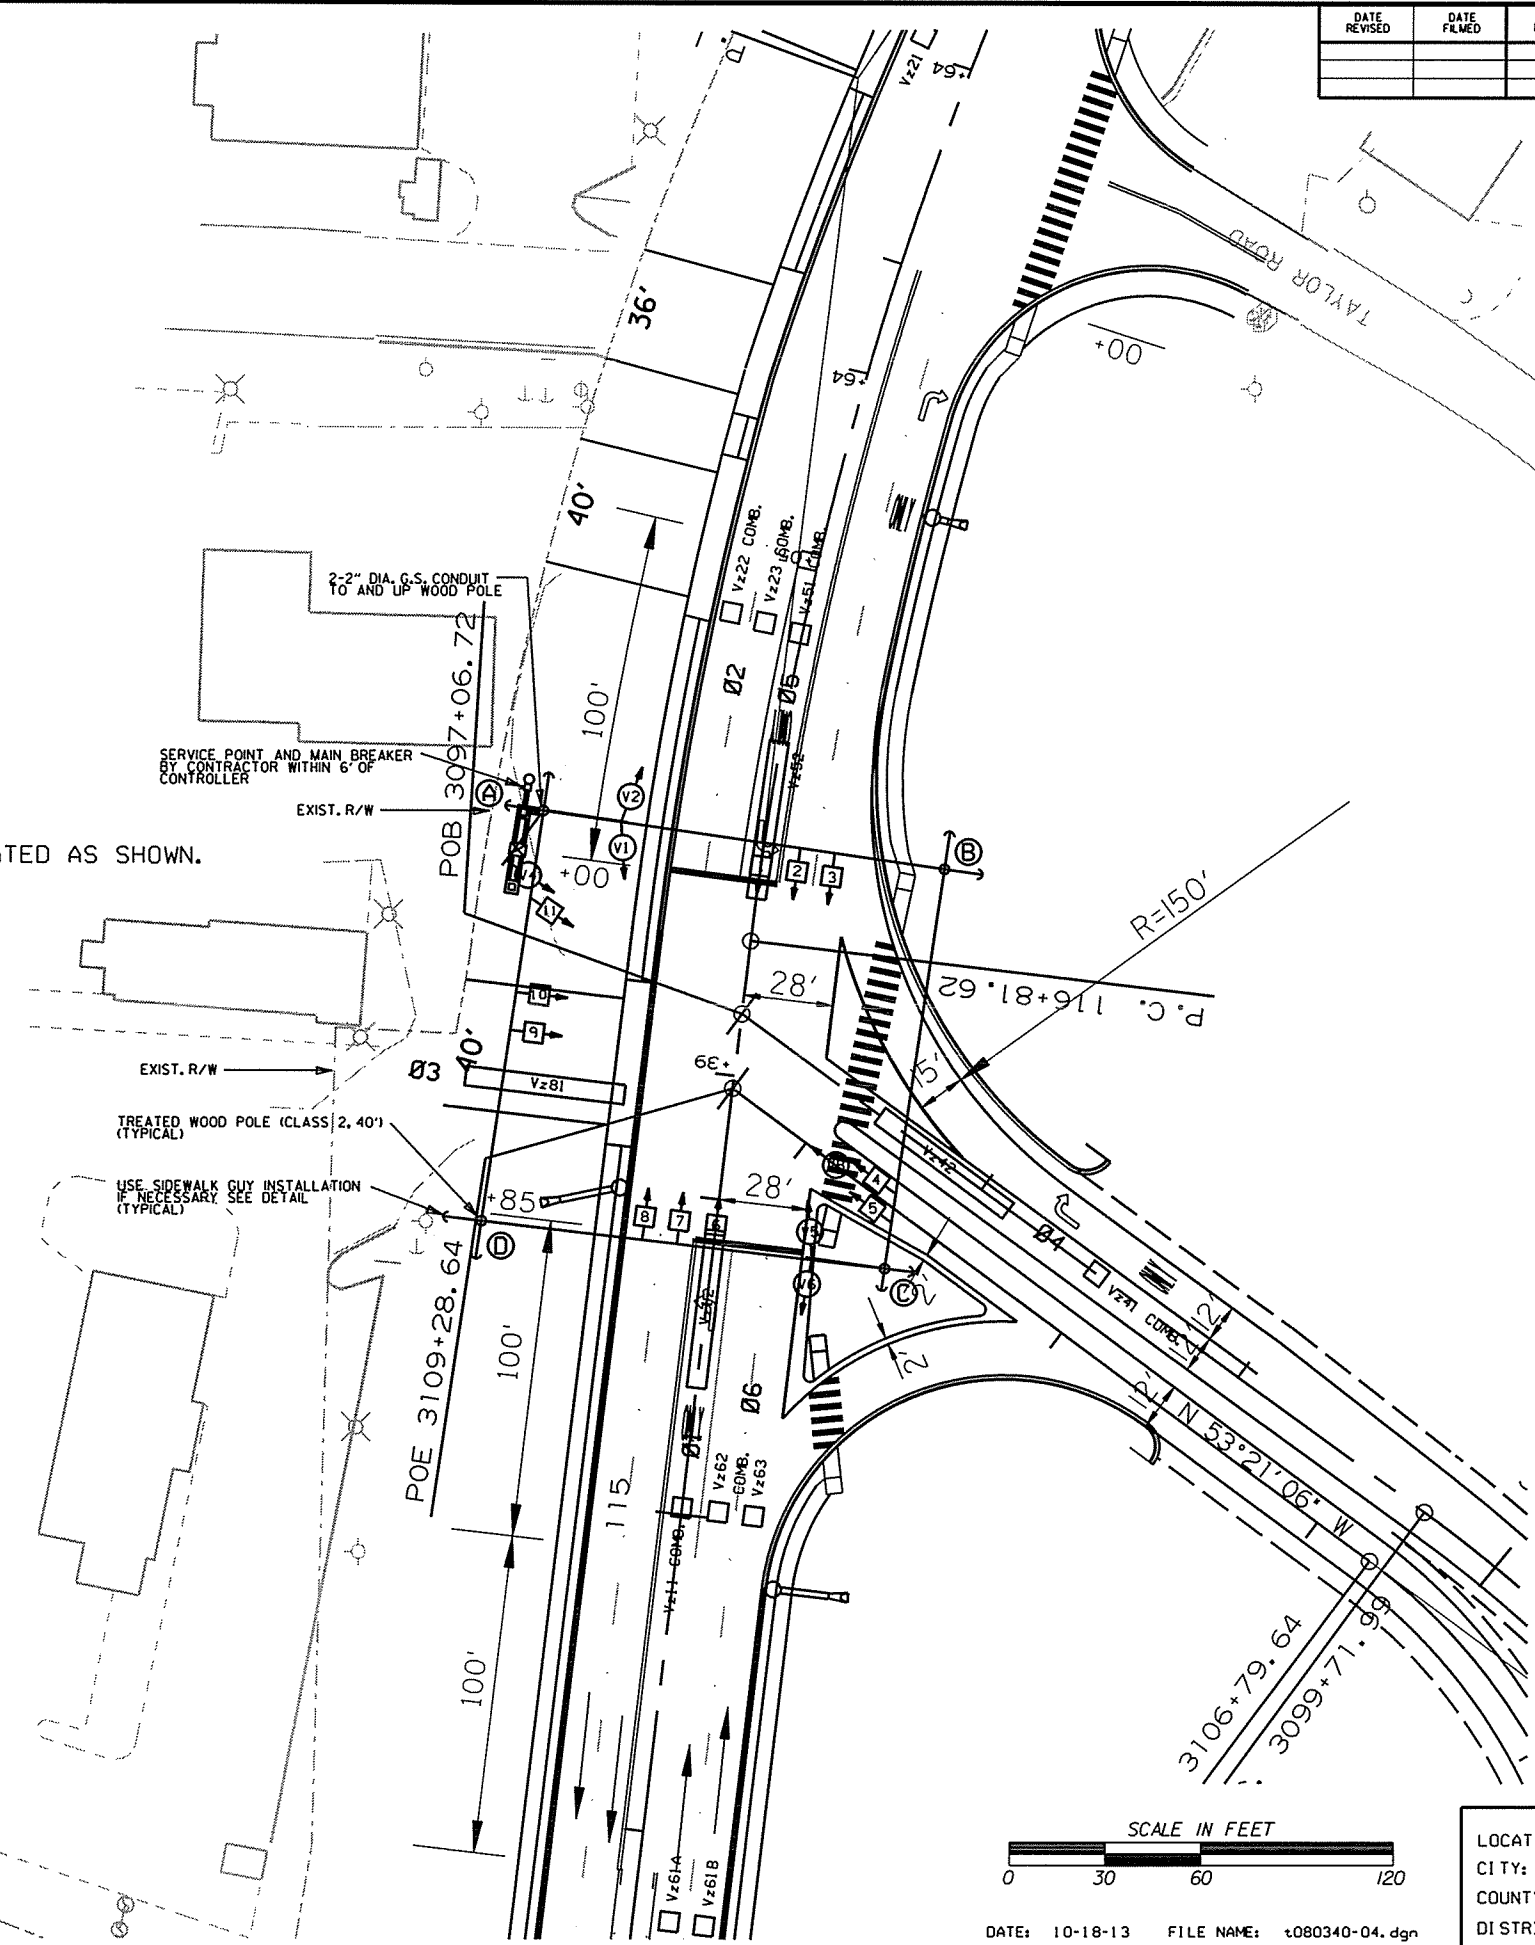 DATE
REVISED
DATE
FILMED
Vz21
+64
TAYLOR ROAD
+00
36'
+64
40'
Vz22 COMB.
Vz23 COMB.
Vz51 COMB.
2-2" DIA. G.S. CONDUIT
TO AND UP WOOD POLE
POB 3097+06.72
100'
Ø2
Ø5
Vz52
SERVICE POINT AND MAIN BREAKER
BY CONTRACTOR WITHIN 6' OF
CONTROLLER
A
V2
EXIST. R/W
V1
B
TED AS SHOWN.
+00
2
3
V4
11
R=150'
28'
P.C. 116+81.62
10
9
+39
15'
EXIST. R/W
Ø3
40'
Vz81
TREATED WOOD POLE (CLASS 2, 40')
(TYPICAL)
Vz42
4
5
USE SIDEWALK GUY INSTALLATION
IF NECESSARY SEE DETAIL
(TYPICAL)
+85
28'
8
7
6
V5
D
V6
C
2'
Ø4
Vz41 COMB.
12'
12'
12'
POE 3109+28.64
100'
2'
Ø6
Ø1
N 53°21'06" W
115
Vz62
COMB.
Vz63
Vz11 COMB.
100'
3106+79.64
3099+71.99
Vz61A
Vz61B
SCALE IN FEET
0 30 60 120
DATE: 10-18-13 FILE NAME: t080340-04.dgn
LOCAT
CITY:
COUNT
DISTR